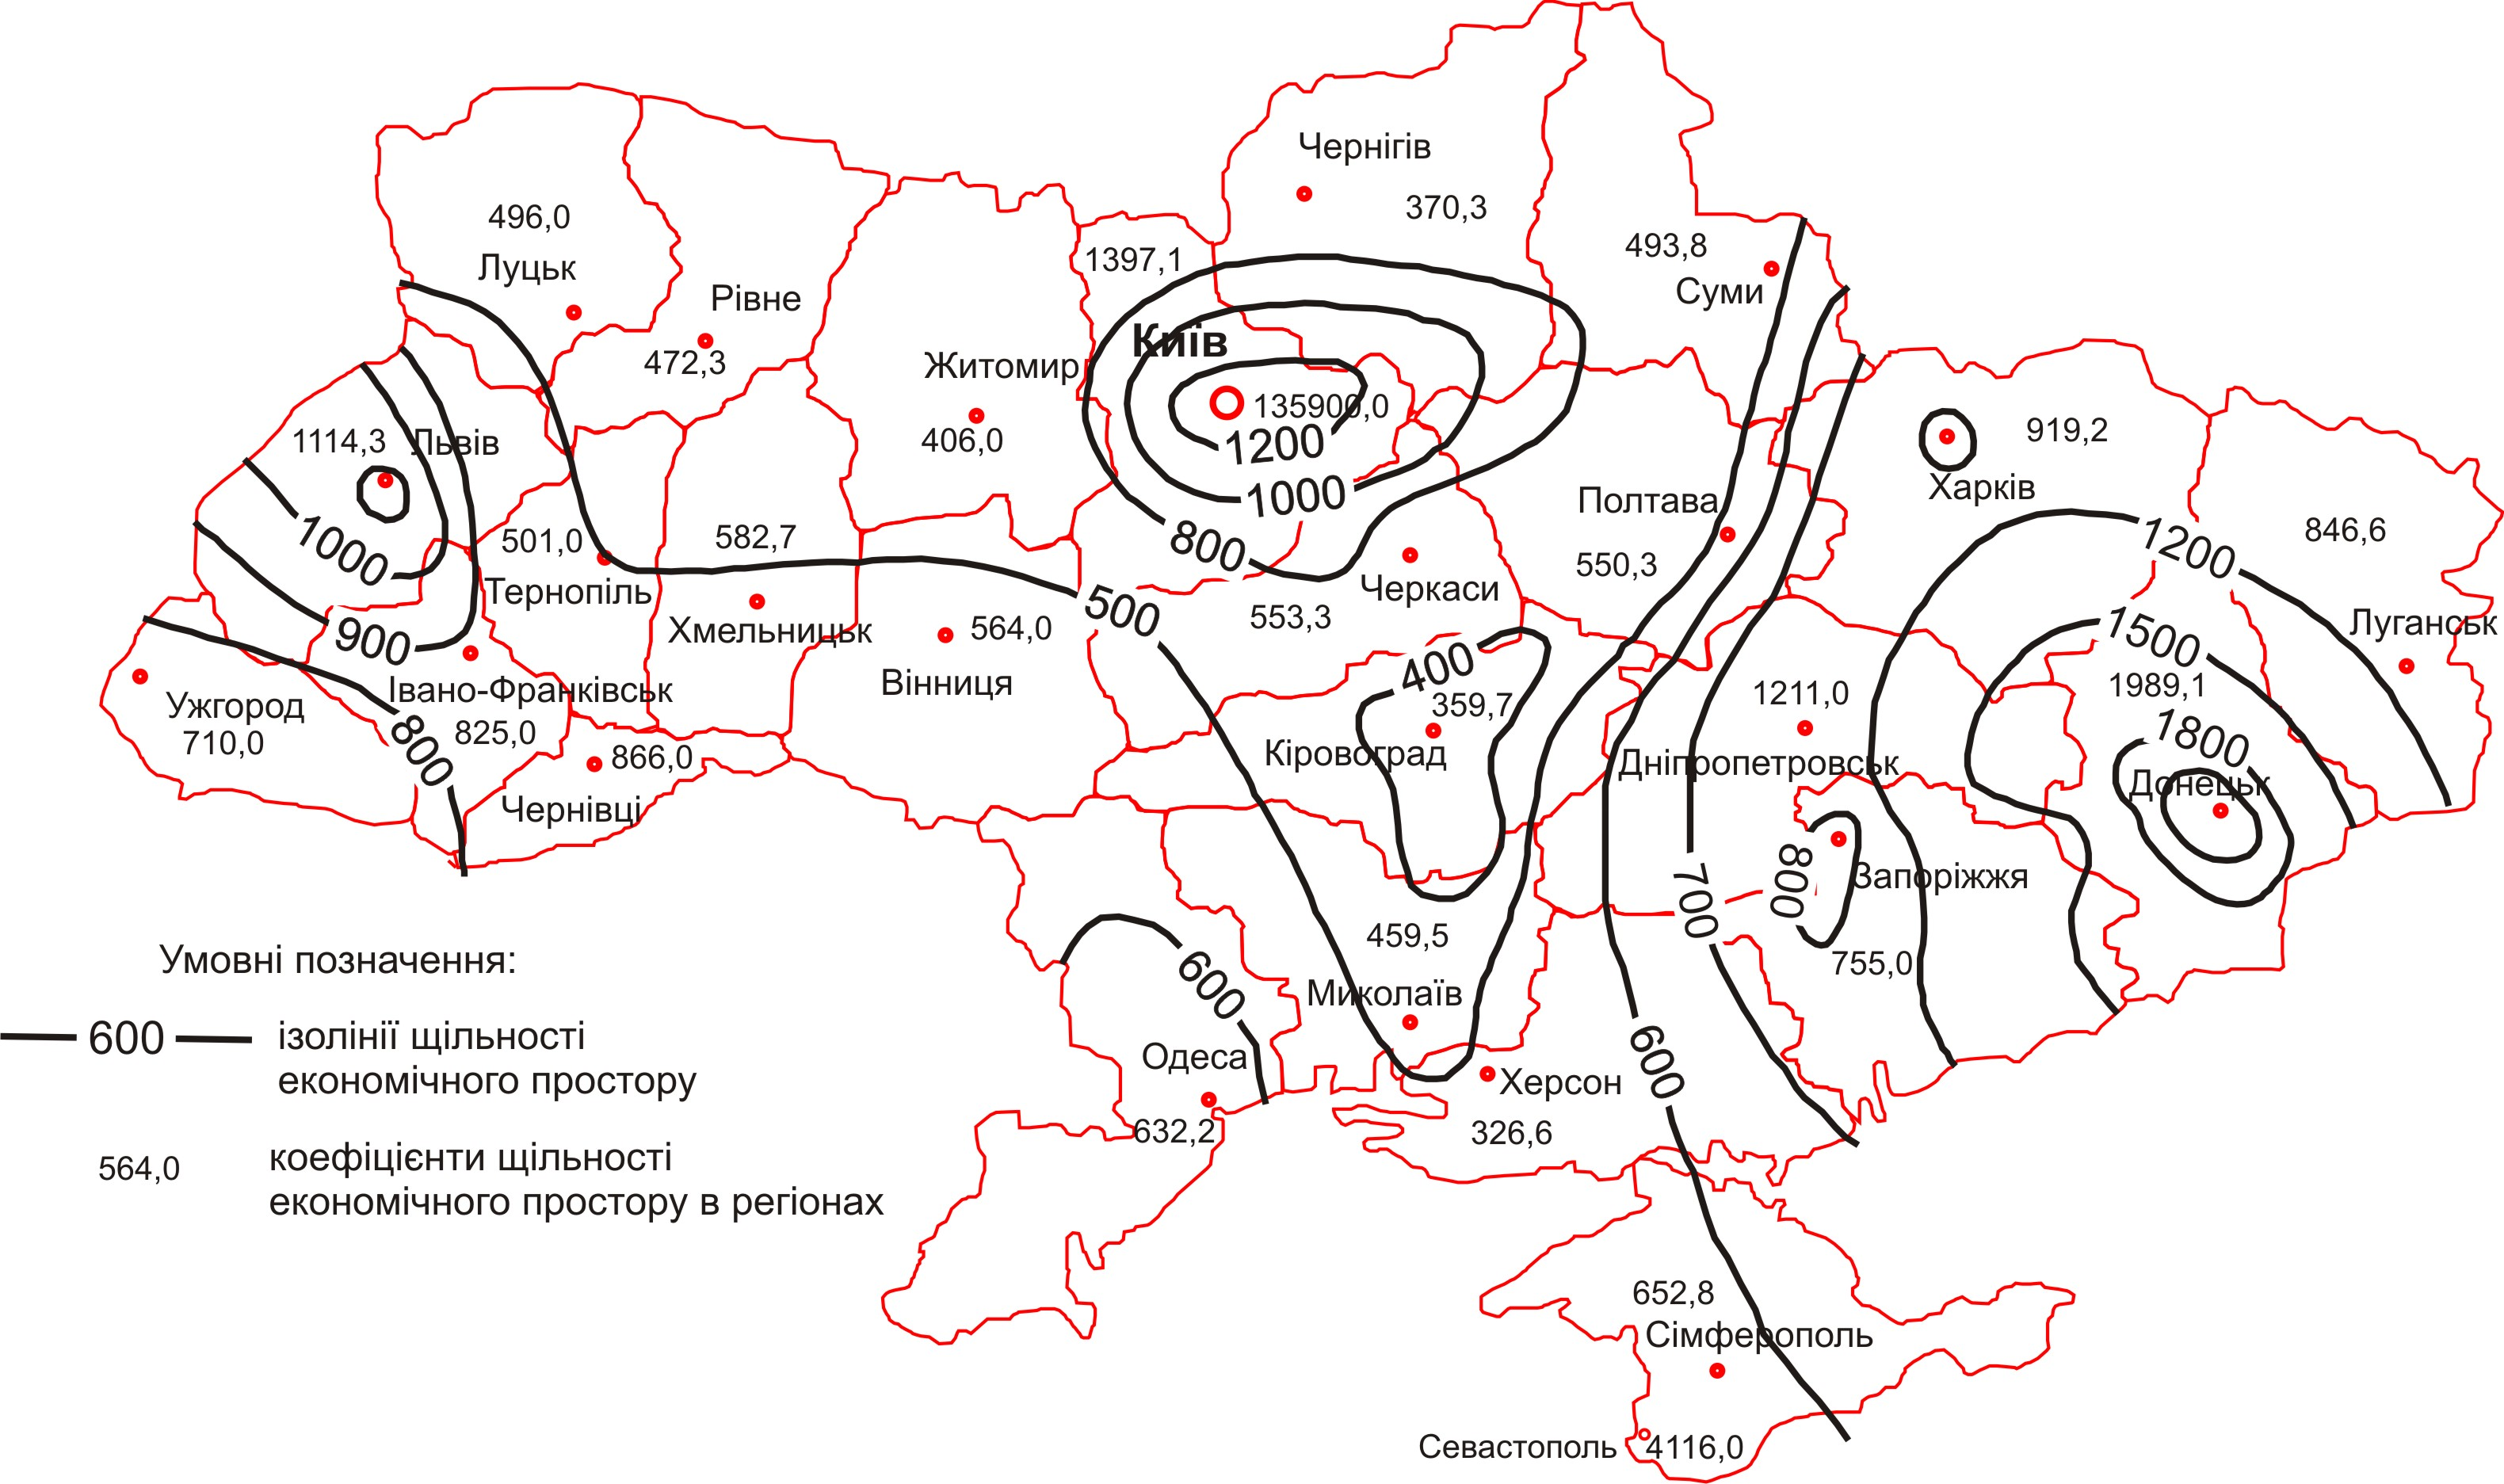 Чернігів
370,3
496,0
Луцьк
493,8
Суми
1397,1
Рівне
472,3
Київ
135900,0
1200
1000
800
Житомир
406,0
919,2
Харків
1114,3
Львів
1000
900
501,0
Тернопіль
582,7
Хмельницьк
Полтава
550,3
846,6
1200
Луганськ
Черкаси
553,3
500
564,0
Вінниця
1500
1989,1
1800
Донецьк
400
359,7
Кіровоград
1211,0
Дніпропетровськ
Івано-Франківськ
825,0
Ужгород
710,0
800
866,0
Чернівці
800
Запоріжжя
755,0
700
459,5
Миколаїв
600
Одеса
632,2
Херсон
326,6
600
Умовні позначення:
600
ізолінії щільності
економічного простору
564,0
коефіцієнти щільності
економічного простору в регіонах
652,8
Сімферополь
Севастополь
4116,0